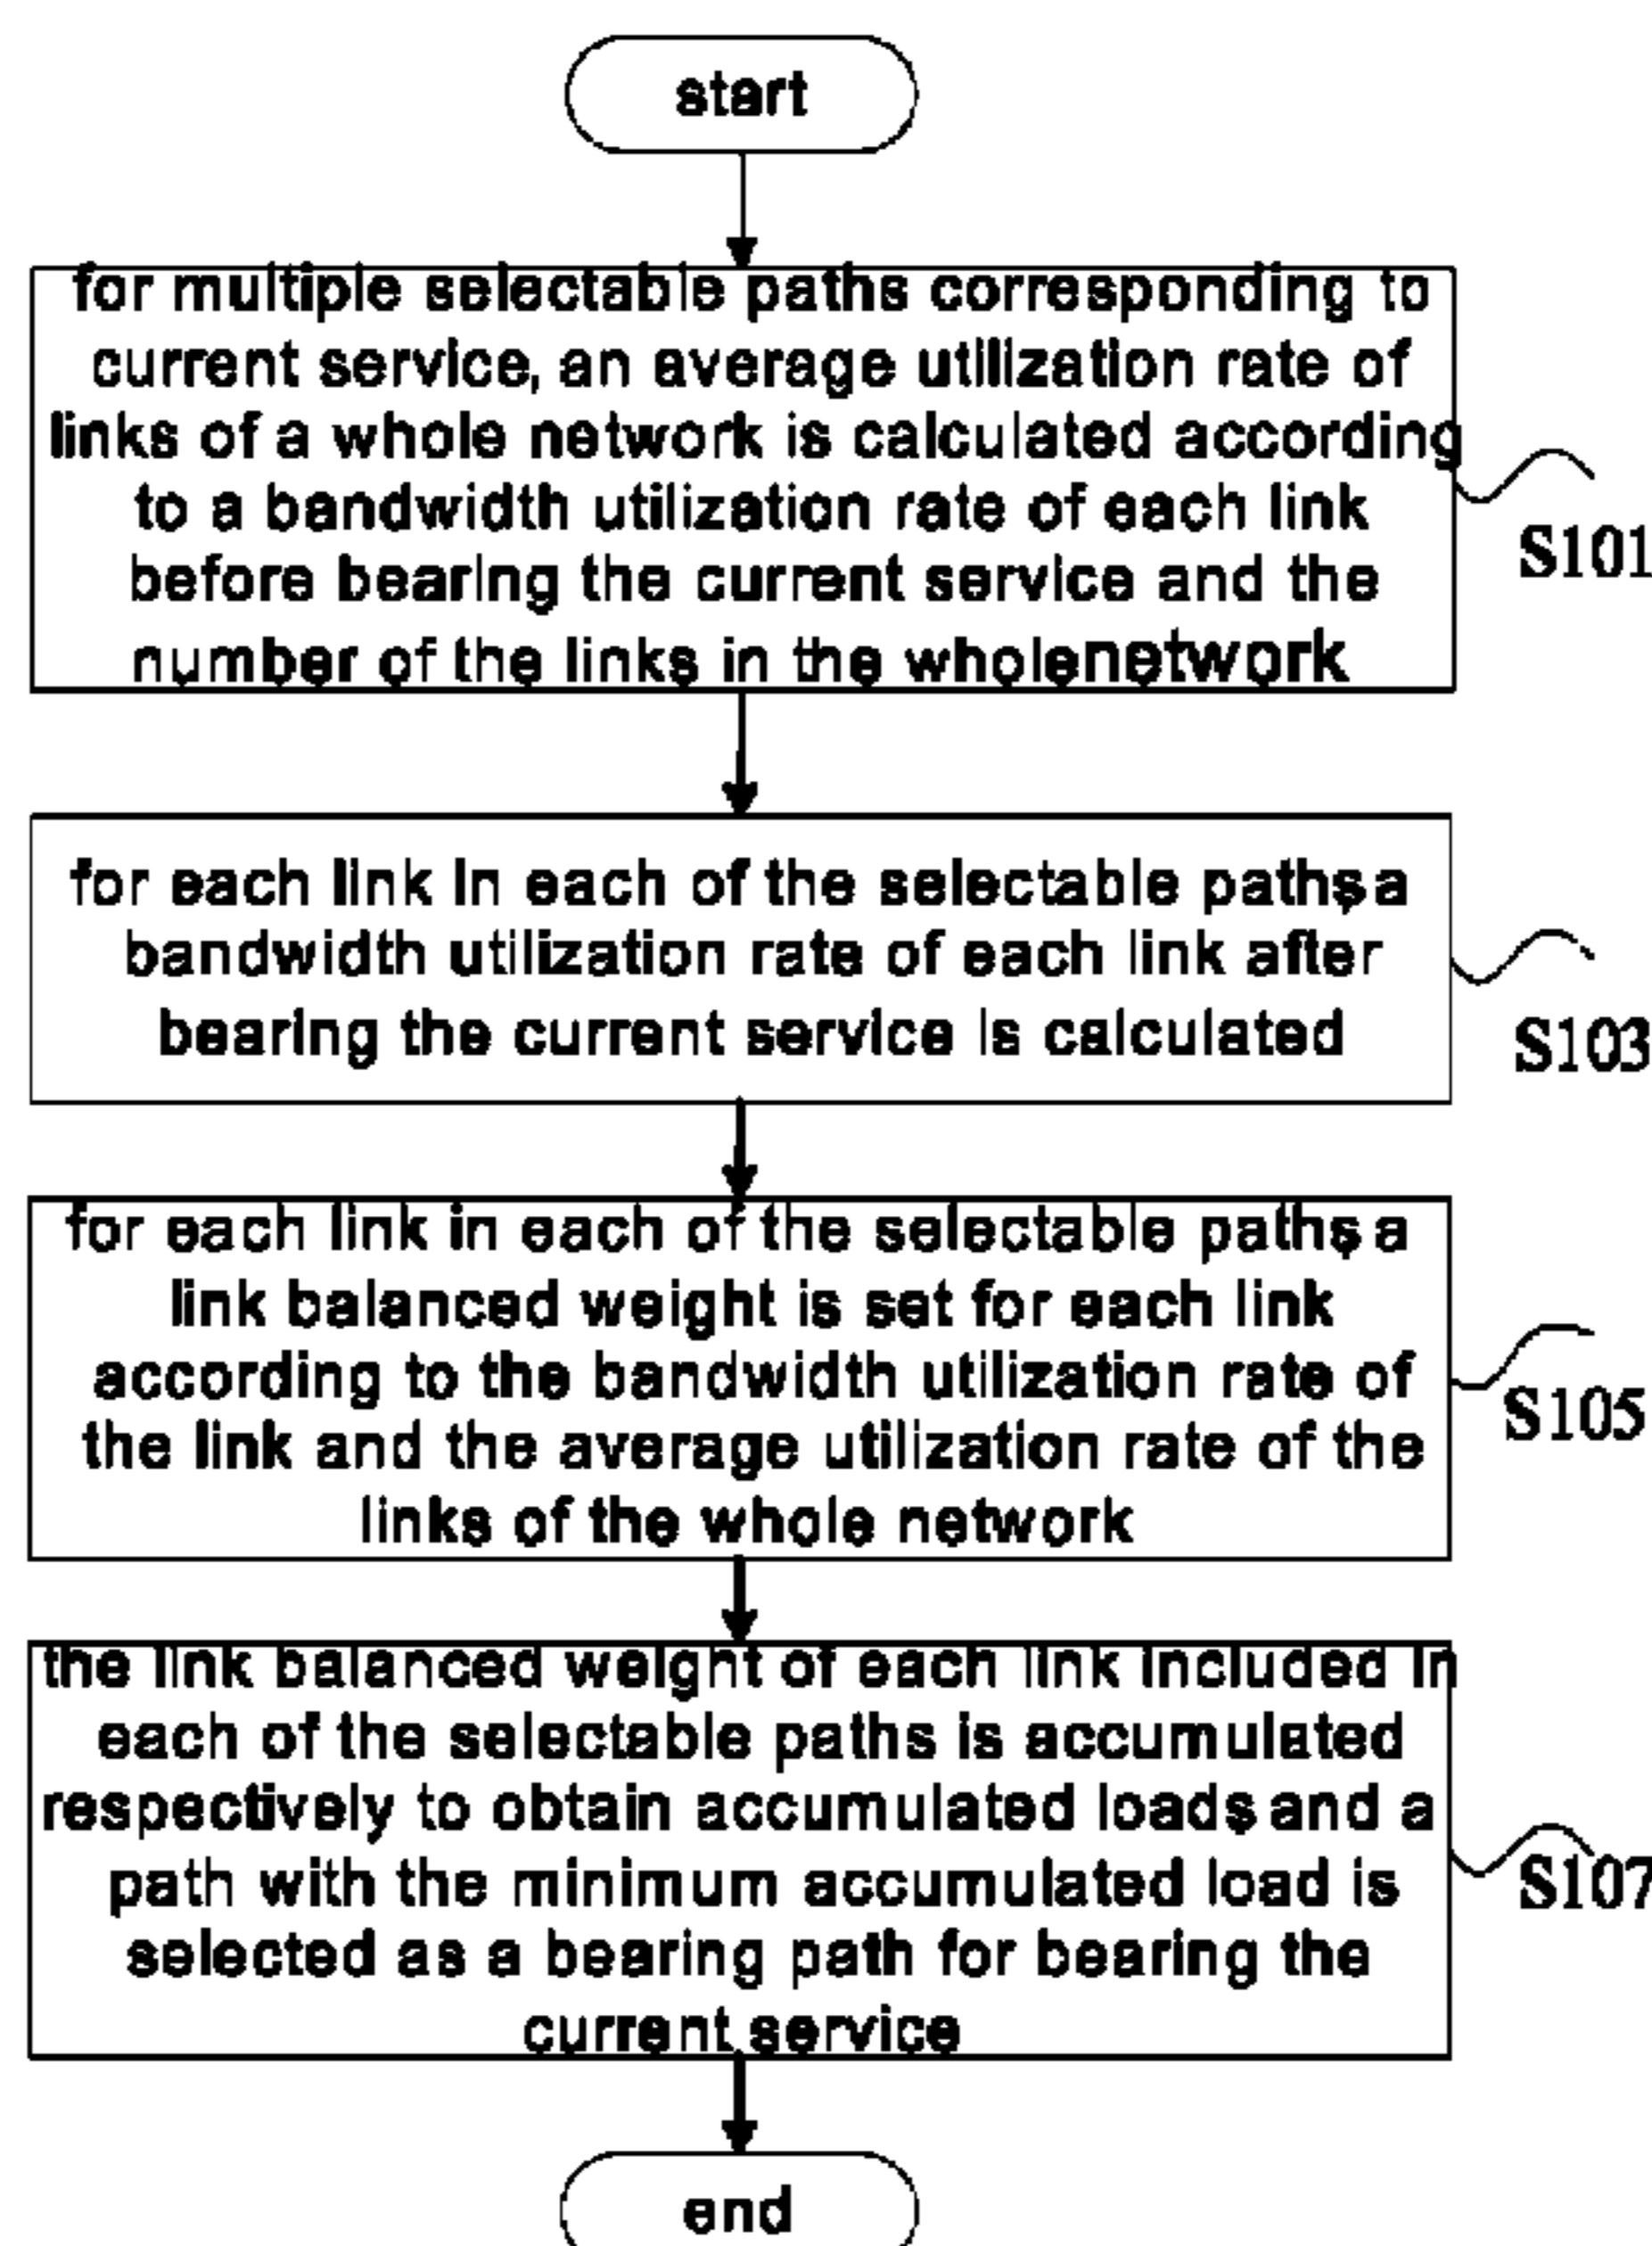 start
for multiple selectable paths corresponding to
current service, an average utilization rate of
links of a whole network is calculated according
to a bandwidth utilization rate of each link
before bearing the current service and the
number of the links in the whole network
S101
for each link in each of the selectable paths, a
bandwidth utilization rate of each link after
bearing the current service is calculated
S103
for each link in each of the selectable paths, a
link balanced weight is set for each link
according to the bandwidth utilization rate of
the link and the average utilization rate of the
links of the whole network
S105
the link balanced weight of each link included in
each of the selectable paths is accumulated
respectively to obtain accumulated loads, and a
path with the minimum accumulated load is
selected as a bearing path for bearing the
current service
S107
end